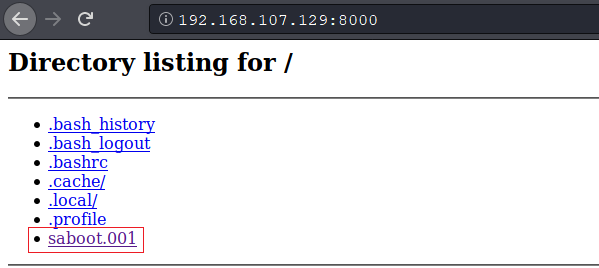 192.168.107.129:8000
Directory listing for /
.bash_history
.bash_logout
.bashrc
.cache/
.local/
.profile
saboot.001